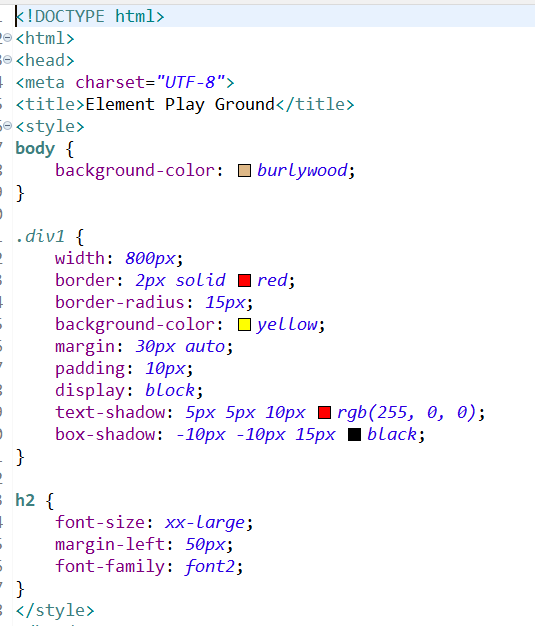 <!DOCTYPE html>
<html>
<head>
<meta charset="UTF-8">
<title>Element Play Ground</title>
<style>
body {
    background-color: burlywood;
}

.div1 {
    width: 800px;
    border: 2px solid red;
    border-radius: 15px;
    background-color: yellow;
    margin: 30px auto;
    padding: 10px;
    display: block;
    text-shadow: 5px 5px 10px rgb(255, 0, 0);
    box-shadow: -10px -10px 15px black;
}

h2 {
    font-size: xx-large;
    margin-left: 50px;
    font-family: font2;
}
</style>